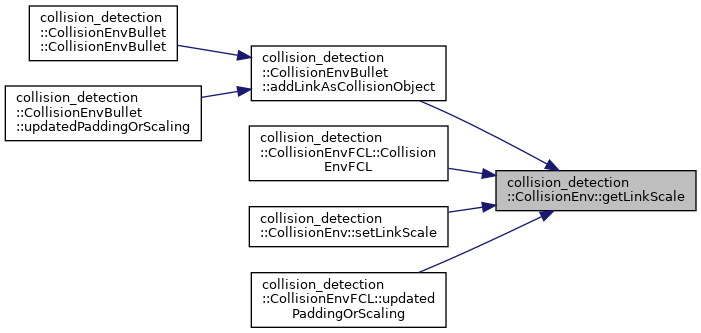 collision_detection
::CollisionEnvBullet
::CollisionEnvBullet
collision_detection
::CollisionEnvBullet
::updatedPaddingOrScaling
collision_detection
::CollisionEnvBullet
::addLinkAsCollisionObject
collision_detection
::CollisionEnvFCL::Collision
EnvFCL
collision_detection
::CollisionEnv::setLinkScale
collision_detection
::CollisionEnvFCL::updated
PaddingOrScaling
collision_detection
::CollisionEnv::getLinkScale